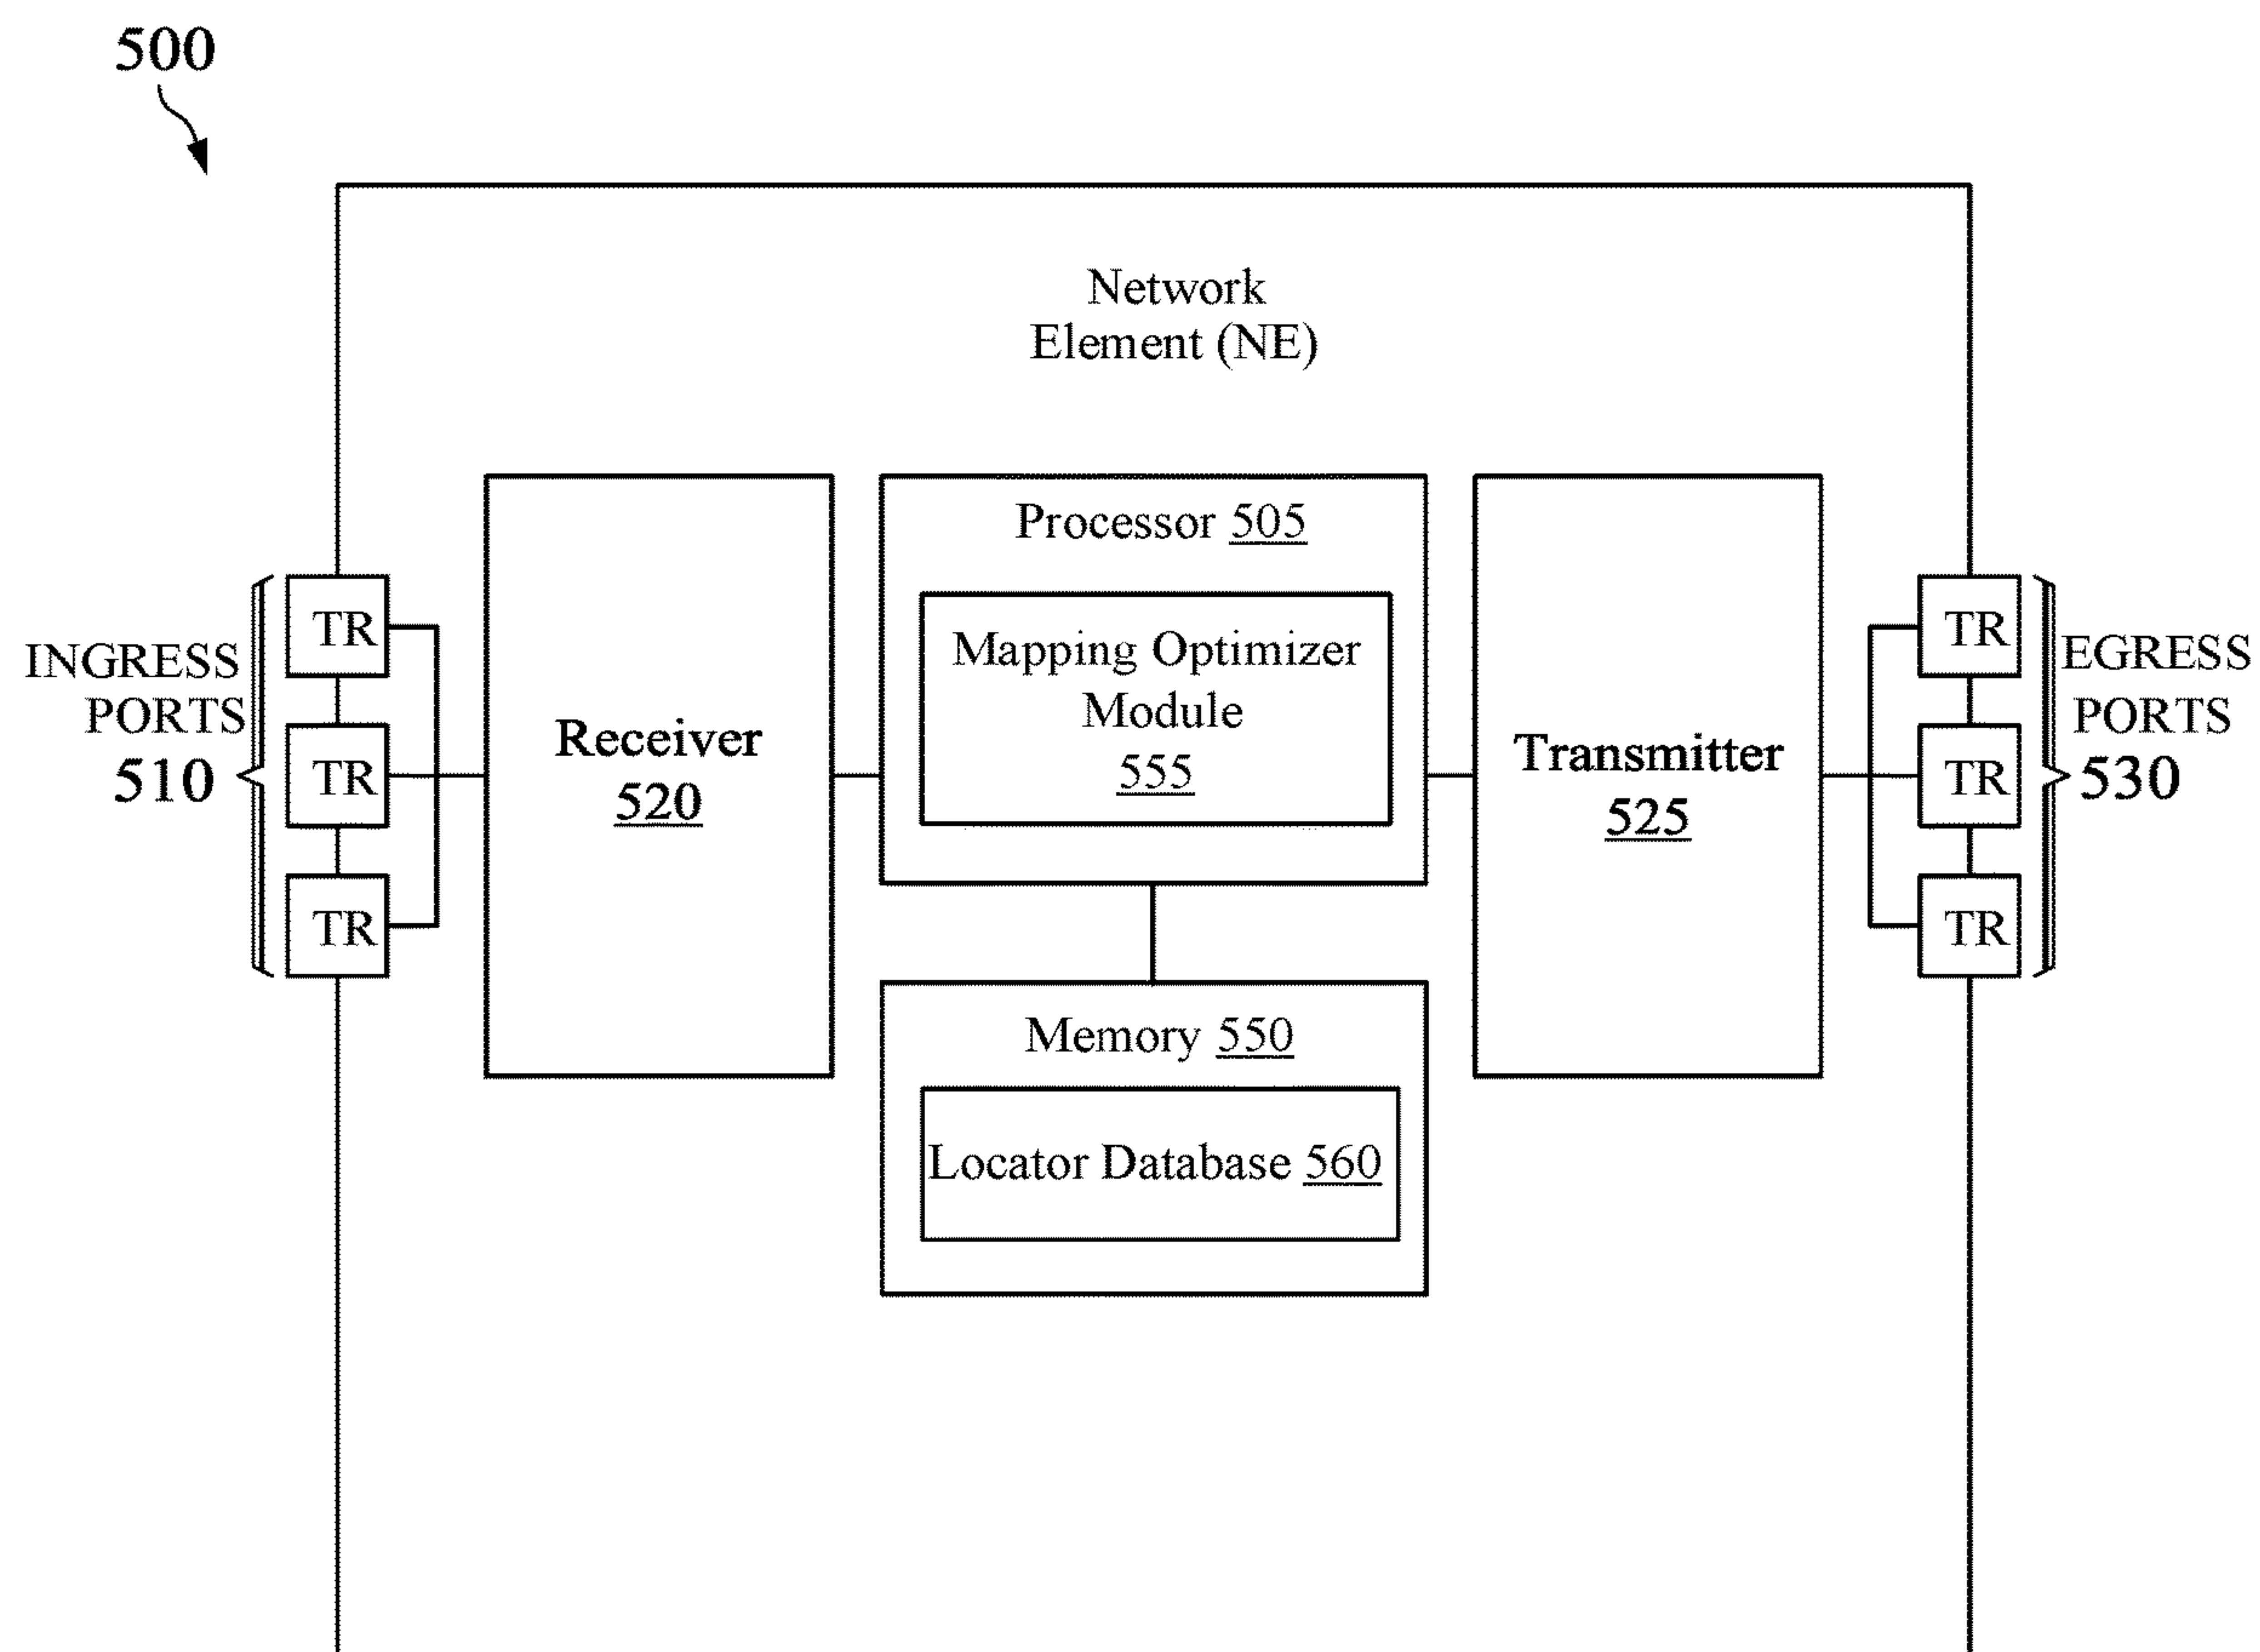 500
Network
Element (NE)
INGRESS
PORTS
510
TR
TR
TR
Receiver
520
Processor 505
Mapping Optimizer
Module
555
Memory 550
Locator Database 560
Transmitter
525
TR
TR
TR
EGRESS
PORTS
530